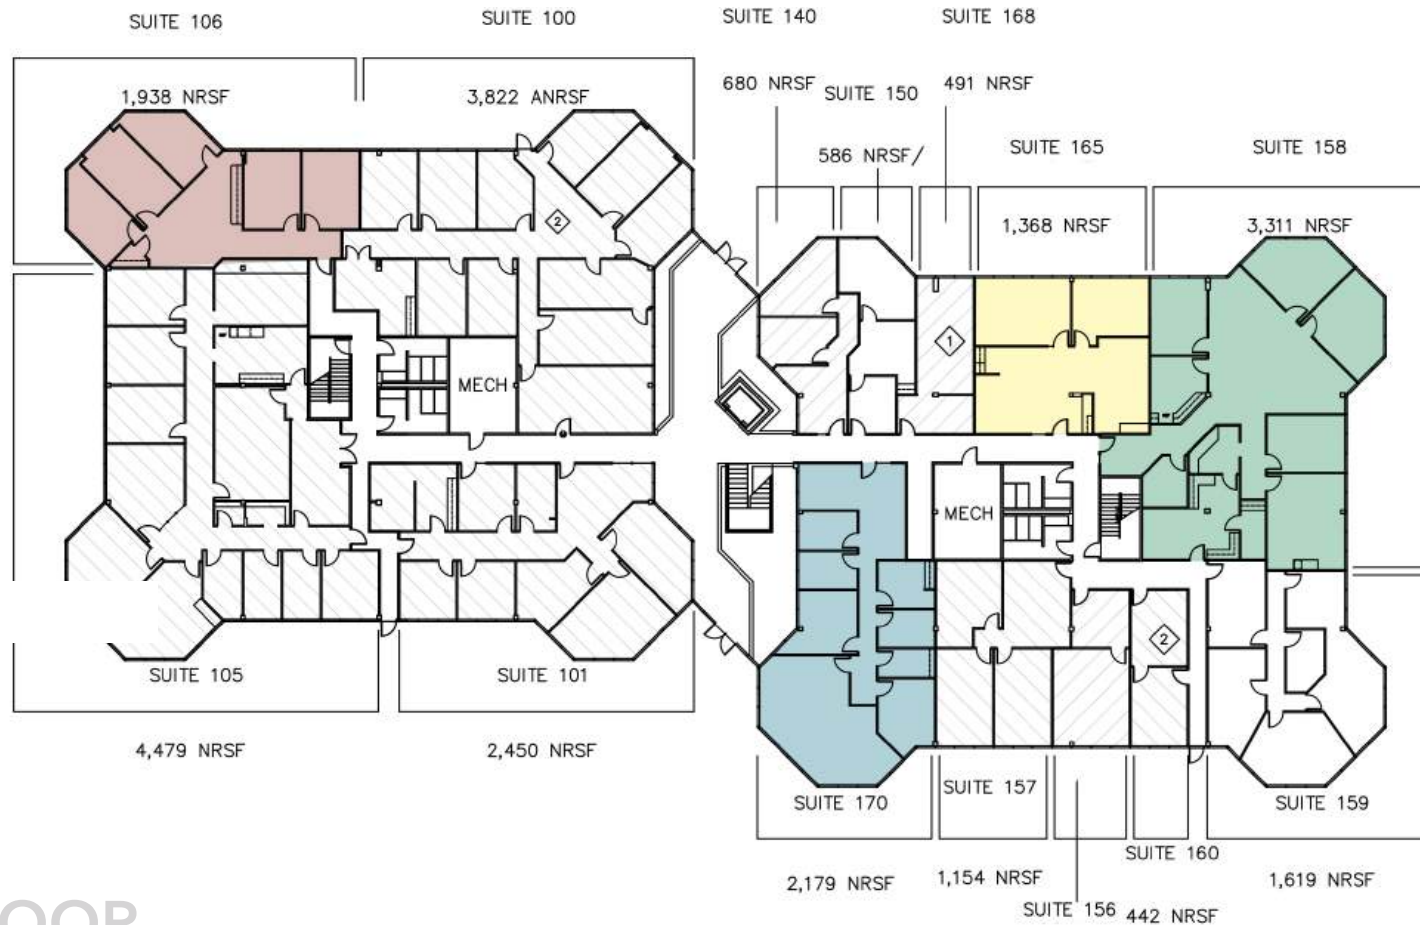 SUITE 106
SUITE 100
SUITE 140
SUITE 168
1,938 NRSF
3,822 ANRSF
680 NRSF
SUITE 150
491 NRSF
586 NRSF/
SUITE 165
SUITE 158
1,368 NRSF
3,311 NRSF
2
1
MECH
MECH
2
SUITE 105
SUITE 101
4,479 NRSF
2,450 NRSF
SUITE 170
SUITE 157
SUITE 159
2,179 NRSF
1,154 NRSF
SUITE 160
1,619 NRSF
SUITE 156
442 NRSF